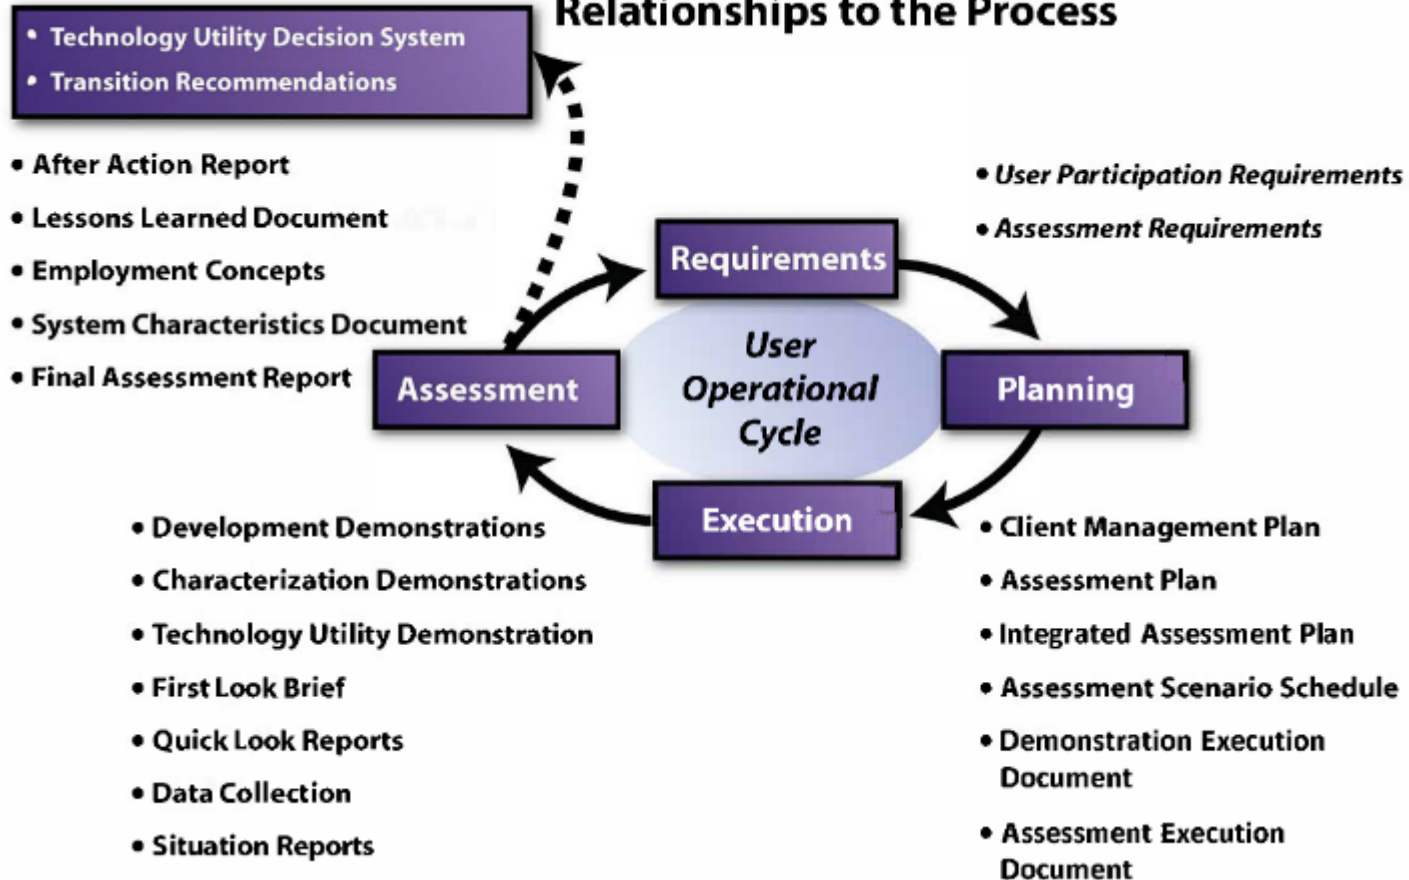 Relationships to the Process
• Technology Utility Decision System
• Transition Recommendations
• After Action Report
• Lessons Learned Document
• Employment Concepts
• System Characteristics Document
• Final Assessment Report
• User Participation Requirements
• Assessment Requirements
Requirements
User
Operational
Cycle
Assessment
Planning
Execution
• Development Demonstrations
• Characterization Demonstrations
• Technology Utility Demonstration
• First Look Brief
• Quick Look Reports
• Data Collection
• Situation Reports
• Client Management Plan
• Assessment Plan
• Integrated Assessment Plan
• Assessment Scenario Schedule
• Demonstration Execution
Document
• Assessment Execution
Document